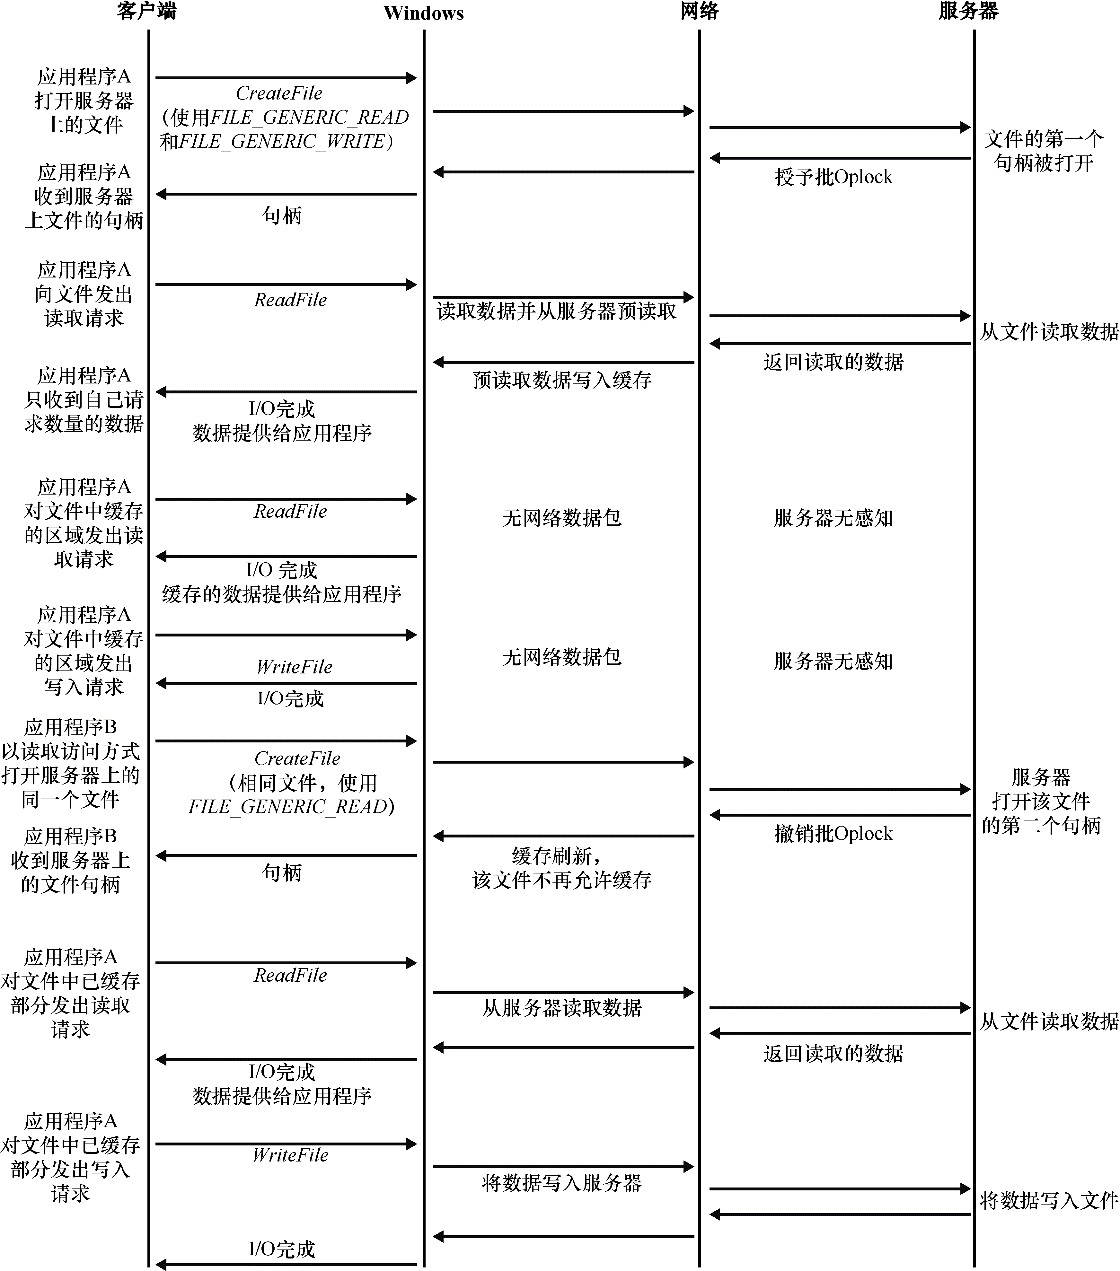 客户端
Windows
网络
服务器
应用程序A
打开服务器
上的文件
CreateFile
（使用FILE_GENERIC_READ
和FILE_GENERIC_WRITE）
文件的第一个
句柄被打开
授予批Oplock
应用程序A
收到服务器
上文件的句柄
句柄
应用程序A
向文件发出
读取请求
ReadFile
读取数据并从服务器预读取
从文件读取数据
返回读取的数据
预读取数据写入缓存
应用程序A
只收到自己请
求数量的数据
I/O完成
数据提供给应用程序
应用程序A
对文件中缓存
的区域发出读
取请求
ReadFile
无网络数据包
服务器无感知
I/O 完成
缓存的数据提供给应用程序
应用程序A
对文件中缓存
的区域发出
写入请求
WriteFile
无网络数据包
服务器无感知
I/O完成
应用程序B
以读取访问方式
打开服务器上的
同一个文件
CreateFile
（相同文件，使用
FILE_GENERIC_READ）
服务器
打开该文件
的第二个句柄
撤销批Oplock
缓存刷新，
该文件不再允许缓存
应用程序B
收到服务器上
的文件句柄
句柄
应用程序A
对文件中已缓存
部分发出读取
请求
ReadFile
从服务器读取数据
从文件读取数据
返回读取的数据
I/O完成
数据提供给应用程序
应用程序A
对文件中已缓存
部分发出写入
请求
WriteFile
将数据写入服务器
将数据写入文件
I/O完成